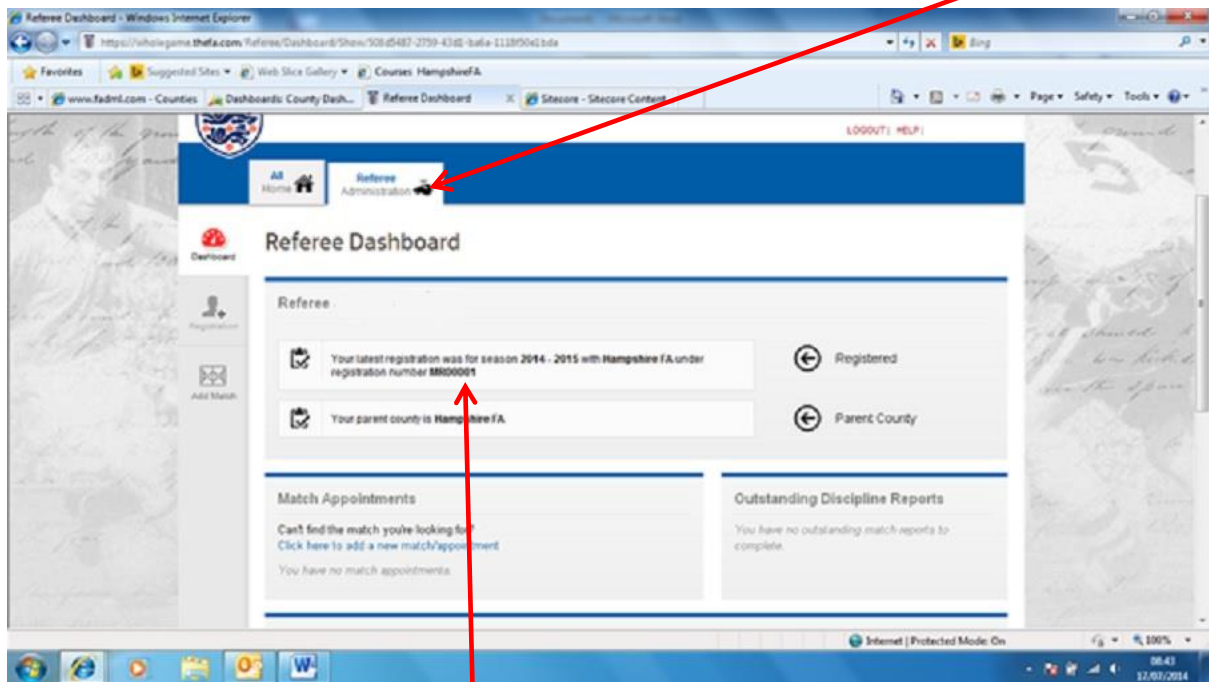 Referee Dashboard - Windows Internet Explorer
https://wholegame.thefa.com/Referee/Dashboard/Show/
Bing
Favorites Suggested Sites Web Slice Gallery Courses HampshireFA
www.fadml.com - Counties Dashboards: County Dash... Referee Dashboard Sitecore - Sitecore Content ... Page Safety Tools
LOGOUT| HELP|
All
Home
Referee
Administration
Dashboard
Referee Dashboard
Registration
Referee
Your latest registration was for season 2014 - 2015 with Hampshire FA under
registration number MR00001
Registered
Add Match
Your parent county is Hampshire FA
Parent County
Match Appointments
Can't find the match you're looking for?
Click here to add a new match/appointment
You have no match appointments.
Outstanding Discipline Reports
You have no outstanding match reports to
complete.
Internet | Protected Mode: On 100%
08:43
12/07/2014